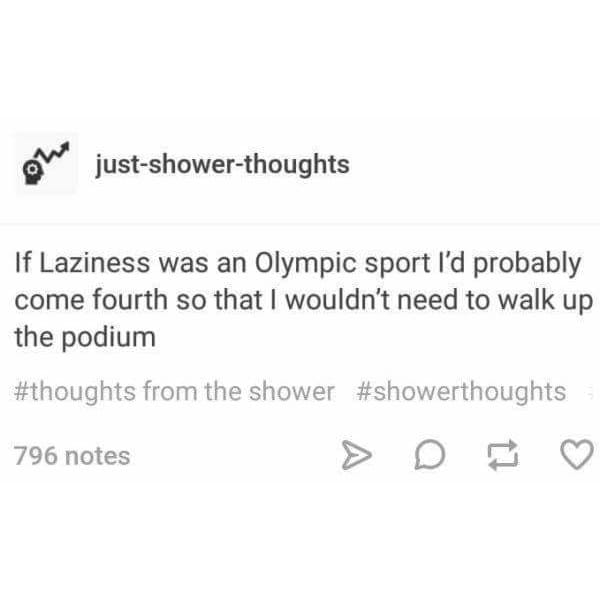 just-shower-thoughts
If Laziness was an Olympic sport I'd probably
come fourth so that I wouldn't need to walk up
the podium
#thoughts from the shower #showerthoughts
796 notes